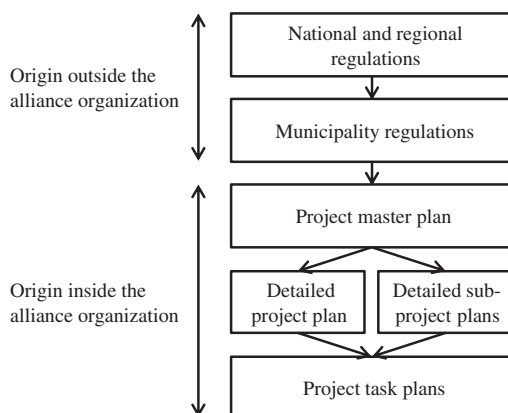 National and regional
regulations
Origin outside the
alliance organization
Municipality regulations
Project master plan
Origin inside the
alliance organization
Detailed
project plan
Detailed sub-
project plans
Project task plans